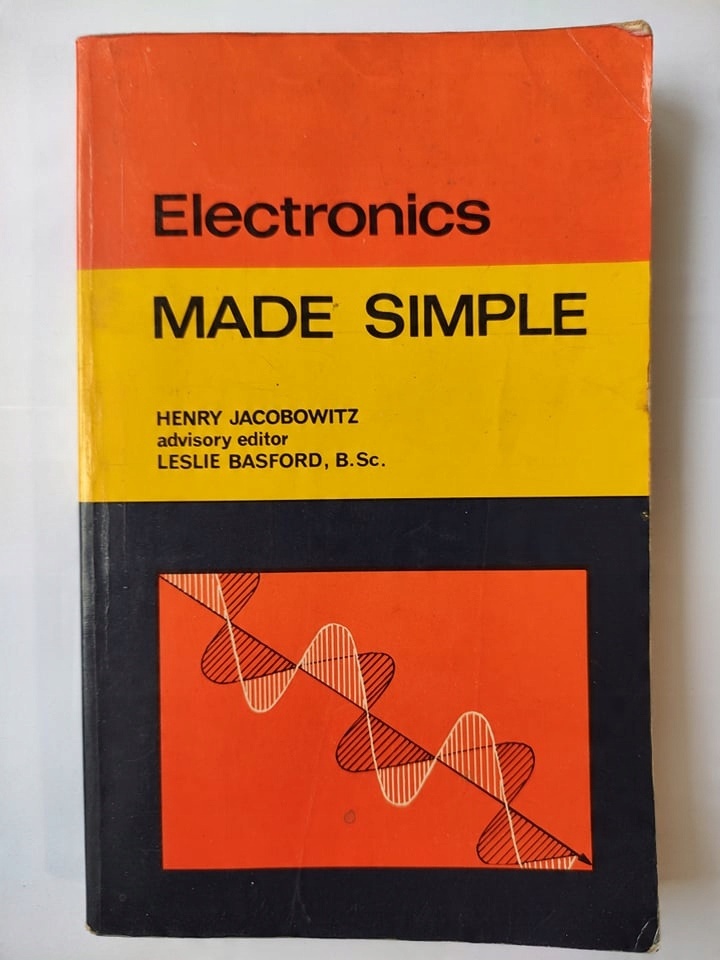 Electronics
MADE SIMPLE
HENRY JACOBOWITZ
advisory editor
LESLIE BASFORD, B.Sc.